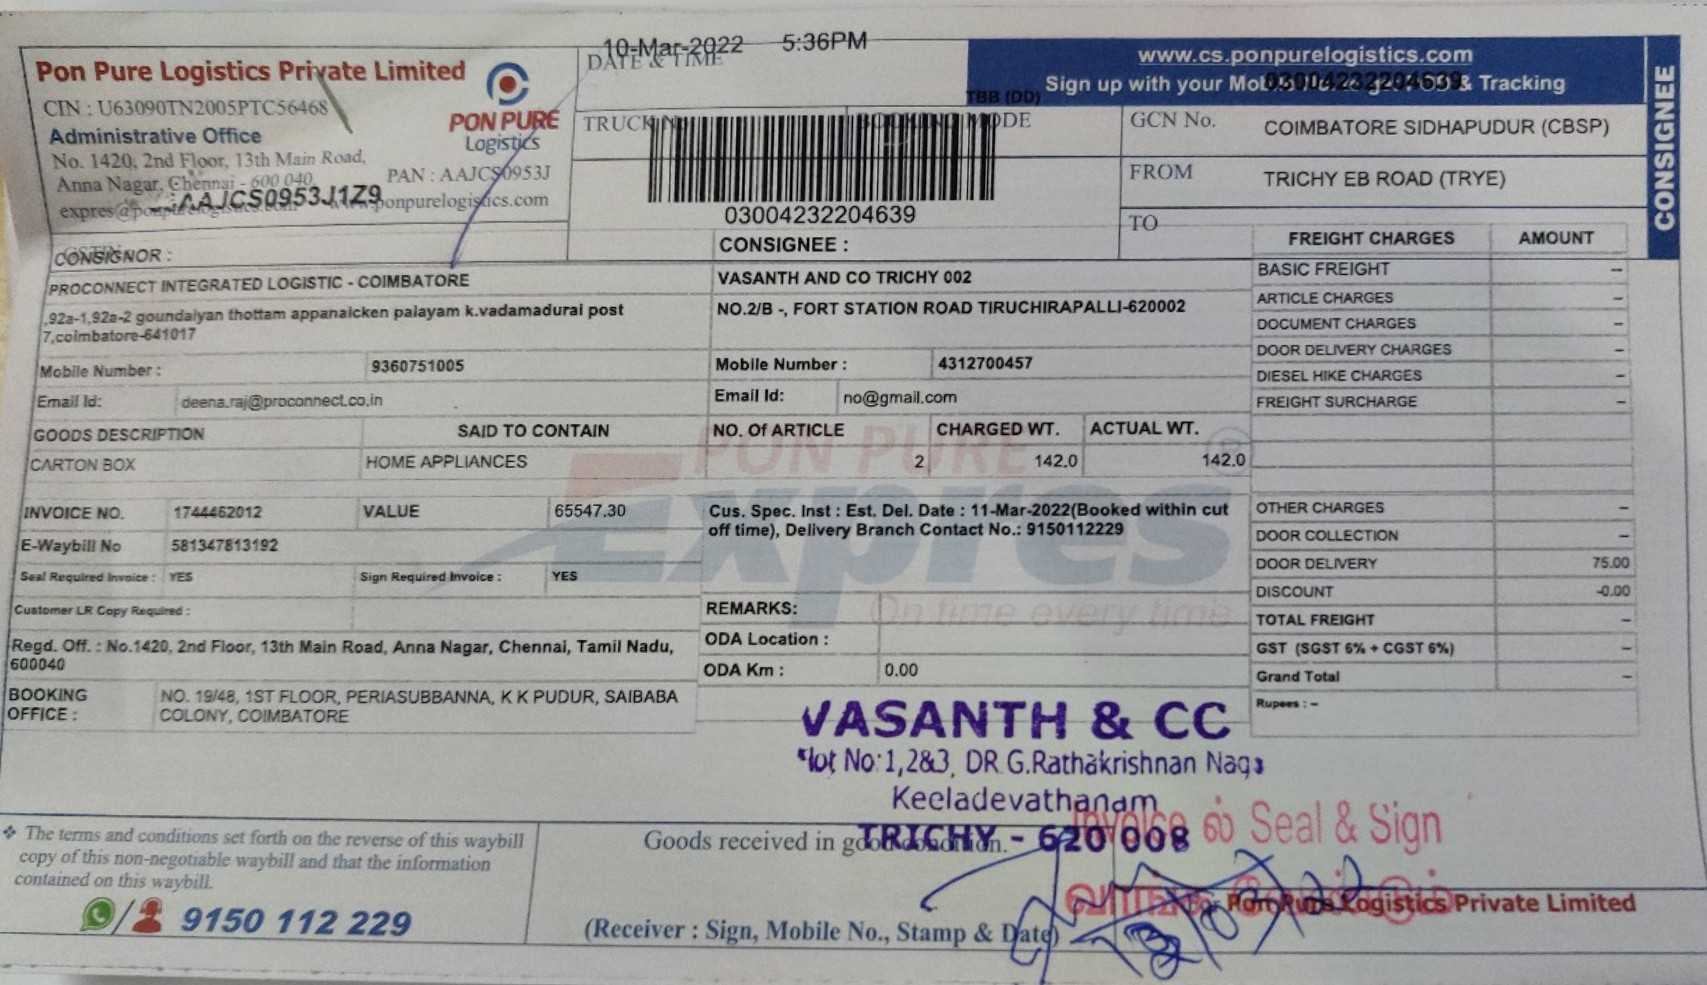 10-Mar-2022 5:36PM
DATE & TIME
www.cs.ponpurelogistics.com
Sign up with your & Tracking
03004232204639
Pon Pure Logistics Private Limited
CIN : U63090TN2005PTC56468
Administrative Office
No. 1420, 2nd Floor, 13th Main Road,
Anna Nagar, Chennai - 600 040
PAN : AAJCS0953J
AAJCS0953J1Z9
www.ponpurelogistics.com
PON PURE
Logistics
TBB (DD)
TRUCK
MODE
03004232204639
GCN No. COIMBATORE SIDHAPUDUR (CBSP)
FROM TRICHY EB ROAD (TRYE)
TO
CONSIGNEE
CONSIGNOR :
PROCONNECT INTEGRATED LOGISTIC - COIMBATORE
,92a-1,92a-2 goundaiyan thottam appanaicken palayam k.vadamadurai post
7,coimbatore-641017
Mobile Number : 9360751005
Email Id: deena.raj@proconnect.co.in
CONSIGNEE :
VASANTH AND CO TRICHY 002
NO.2/B -, FORT STATION ROAD TIRUCHIRAPALLI-620002
Mobile Number : 4312700457
Email Id: no@gmail.com
GOODS DESCRIPTION SAID TO CONTAIN NO. Of ARTICLE CHARGED WT. ACTUAL WT.
CARTON BOX HOME APPLIANCES 2 142.0 142.0
PON PURE
Expres
On time every time
INVOICE NO. 1744462012 VALUE 65547.30
E-Waybill No 581347813192
Seal Required Invoice : YES Sign Required Invoice : YES
Customer LR Copy Required :
Regd. Off. : No.1420, 2nd Floor, 13th Main Road, Anna Nagar, Chennai, Tamil Nadu,
600040
BOOKING OFFICE : NO. 19/48, 1ST FLOOR, PERIASUBBANNA, K K PUDUR, SAIBABA
COLONY, COIMBATORE
Cus. Spec. Inst : Est. Del. Date : 11-Mar-2022(Booked within cut
off time), Delivery Branch Contact No.: 9150112229
REMARKS:
ODA Location :
ODA Km : 0.00
FREIGHT CHARGES AMOUNT
BASIC FREIGHT –
ARTICLE CHARGES –
DOCUMENT CHARGES –
DOOR DELIVERY CHARGES –
DIESEL HIKE CHARGES –
FREIGHT SURCHARGE –
OTHER CHARGES –
DOOR COLLECTION –
DOOR DELIVERY 75.00
DISCOUNT -0.00
TOTAL FREIGHT –
GST (SGST 6% + CGST 6%) –
Grand Total –
Rupees : –
VASANTH & CC
No:1,2&3, DR.G.Rathakrishnan
Keeladevathanam
TRICHY - 620 008
❖ The terms and conditions set forth on the reverse of this waybill
copy of this non-negotiable waybill and that the information
contained on this waybill.
/ 9150 112 229
Goods received in good condition.
(Receiver : Sign, Mobile No., Stamp & Date)
Invoice ல் Seal & Sign
For Pon Pure Logistics Private Limited